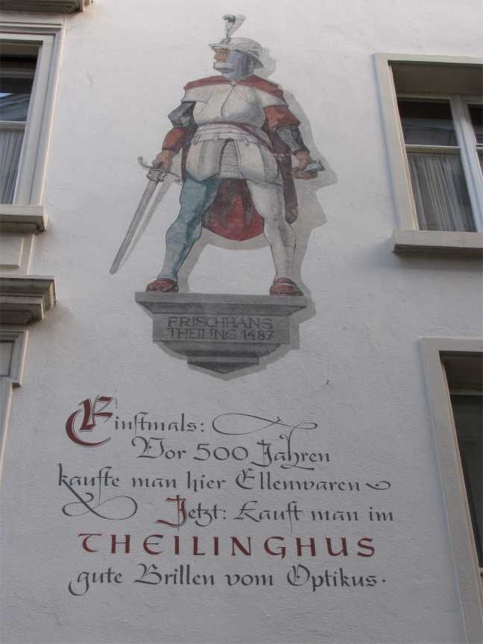 FRISCHHANS
THEILING 1487
Einstmals:
Vor 500 Jahren
kaufte man hier Ellenwaren
Jetzt: Kauft man im
THEILINGHUS
gute Brillen vom Optikus.